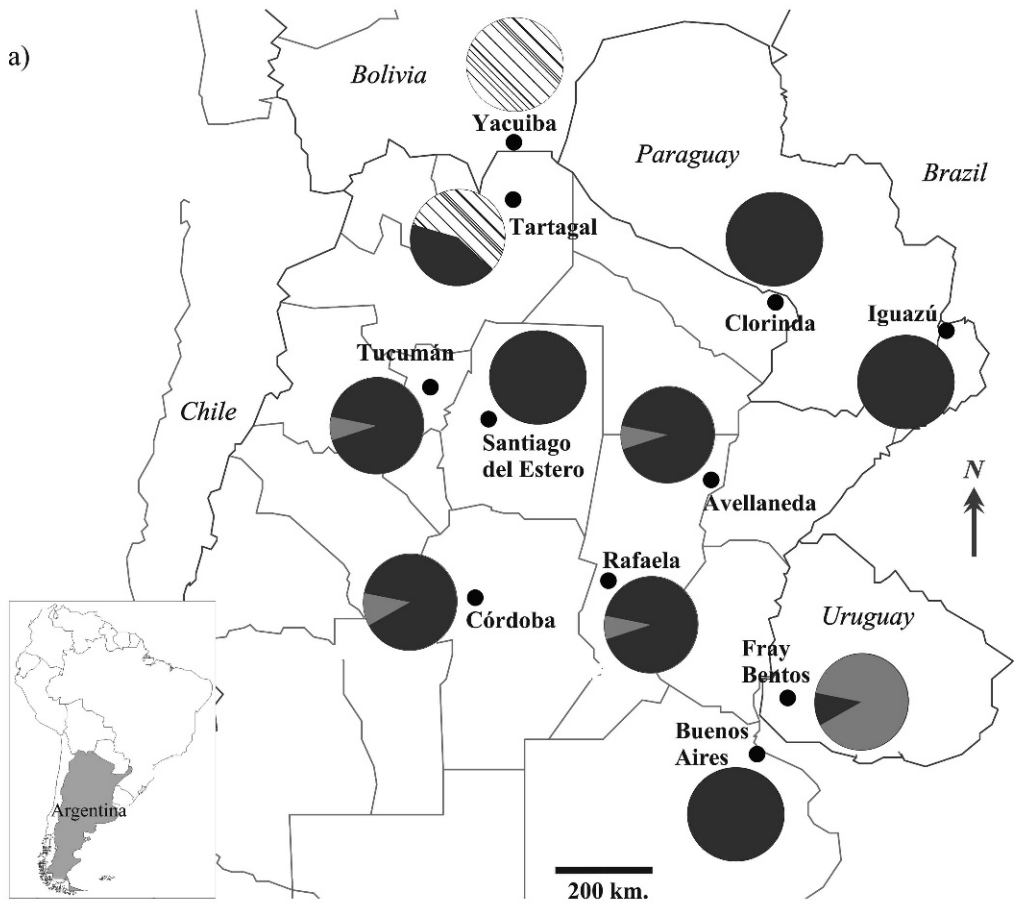 a)
Bolivia
Yacuiba
Paraguay
Brazil
Tartagal
Clorinda
Iguazú
Tucumán
Chile
Santiago
del Estero
Avellaneda
N
Rafaela
Córdoba
Uruguay
Fray
Bentos
Buenos
Aires
Argentina
200 km.